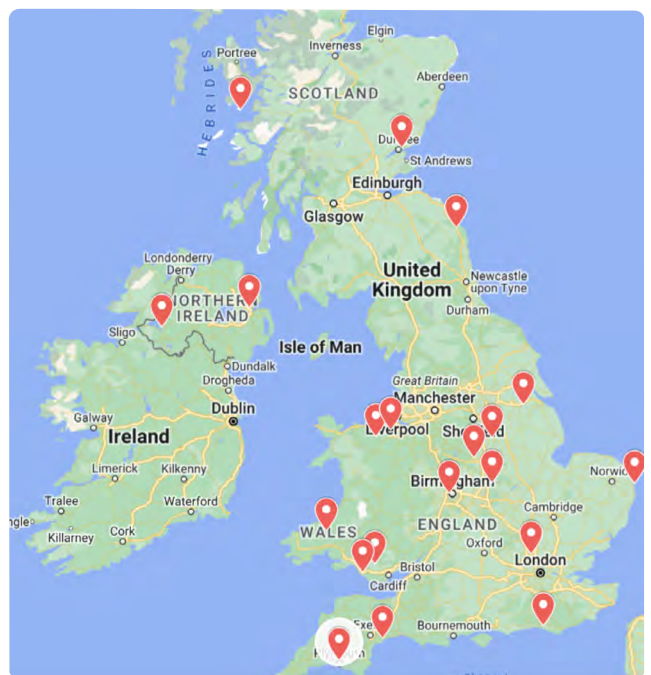 Elgin
Inverness
Portree
Aberdeen
SCOTLAND
HEBRIDES
St Andrews
Edinburgh
Glasgow
Londonderry
Derry
United
Kingdom
Newcastle
upon Tyne
NORTHERN
IRELAND
Durham
Sligo
Isle of Man
Dundalk
Drogheda
Great Britain
Manchester
Dublin
Galway
Ireland
Liverpool
Limerick
Kilkenny
Birmingham
Tralee
Waterford
Cambridge
Killarney
Cork
WALES
ENGLAND
Oxford
London
Bristol
Cardiff
Bournemouth